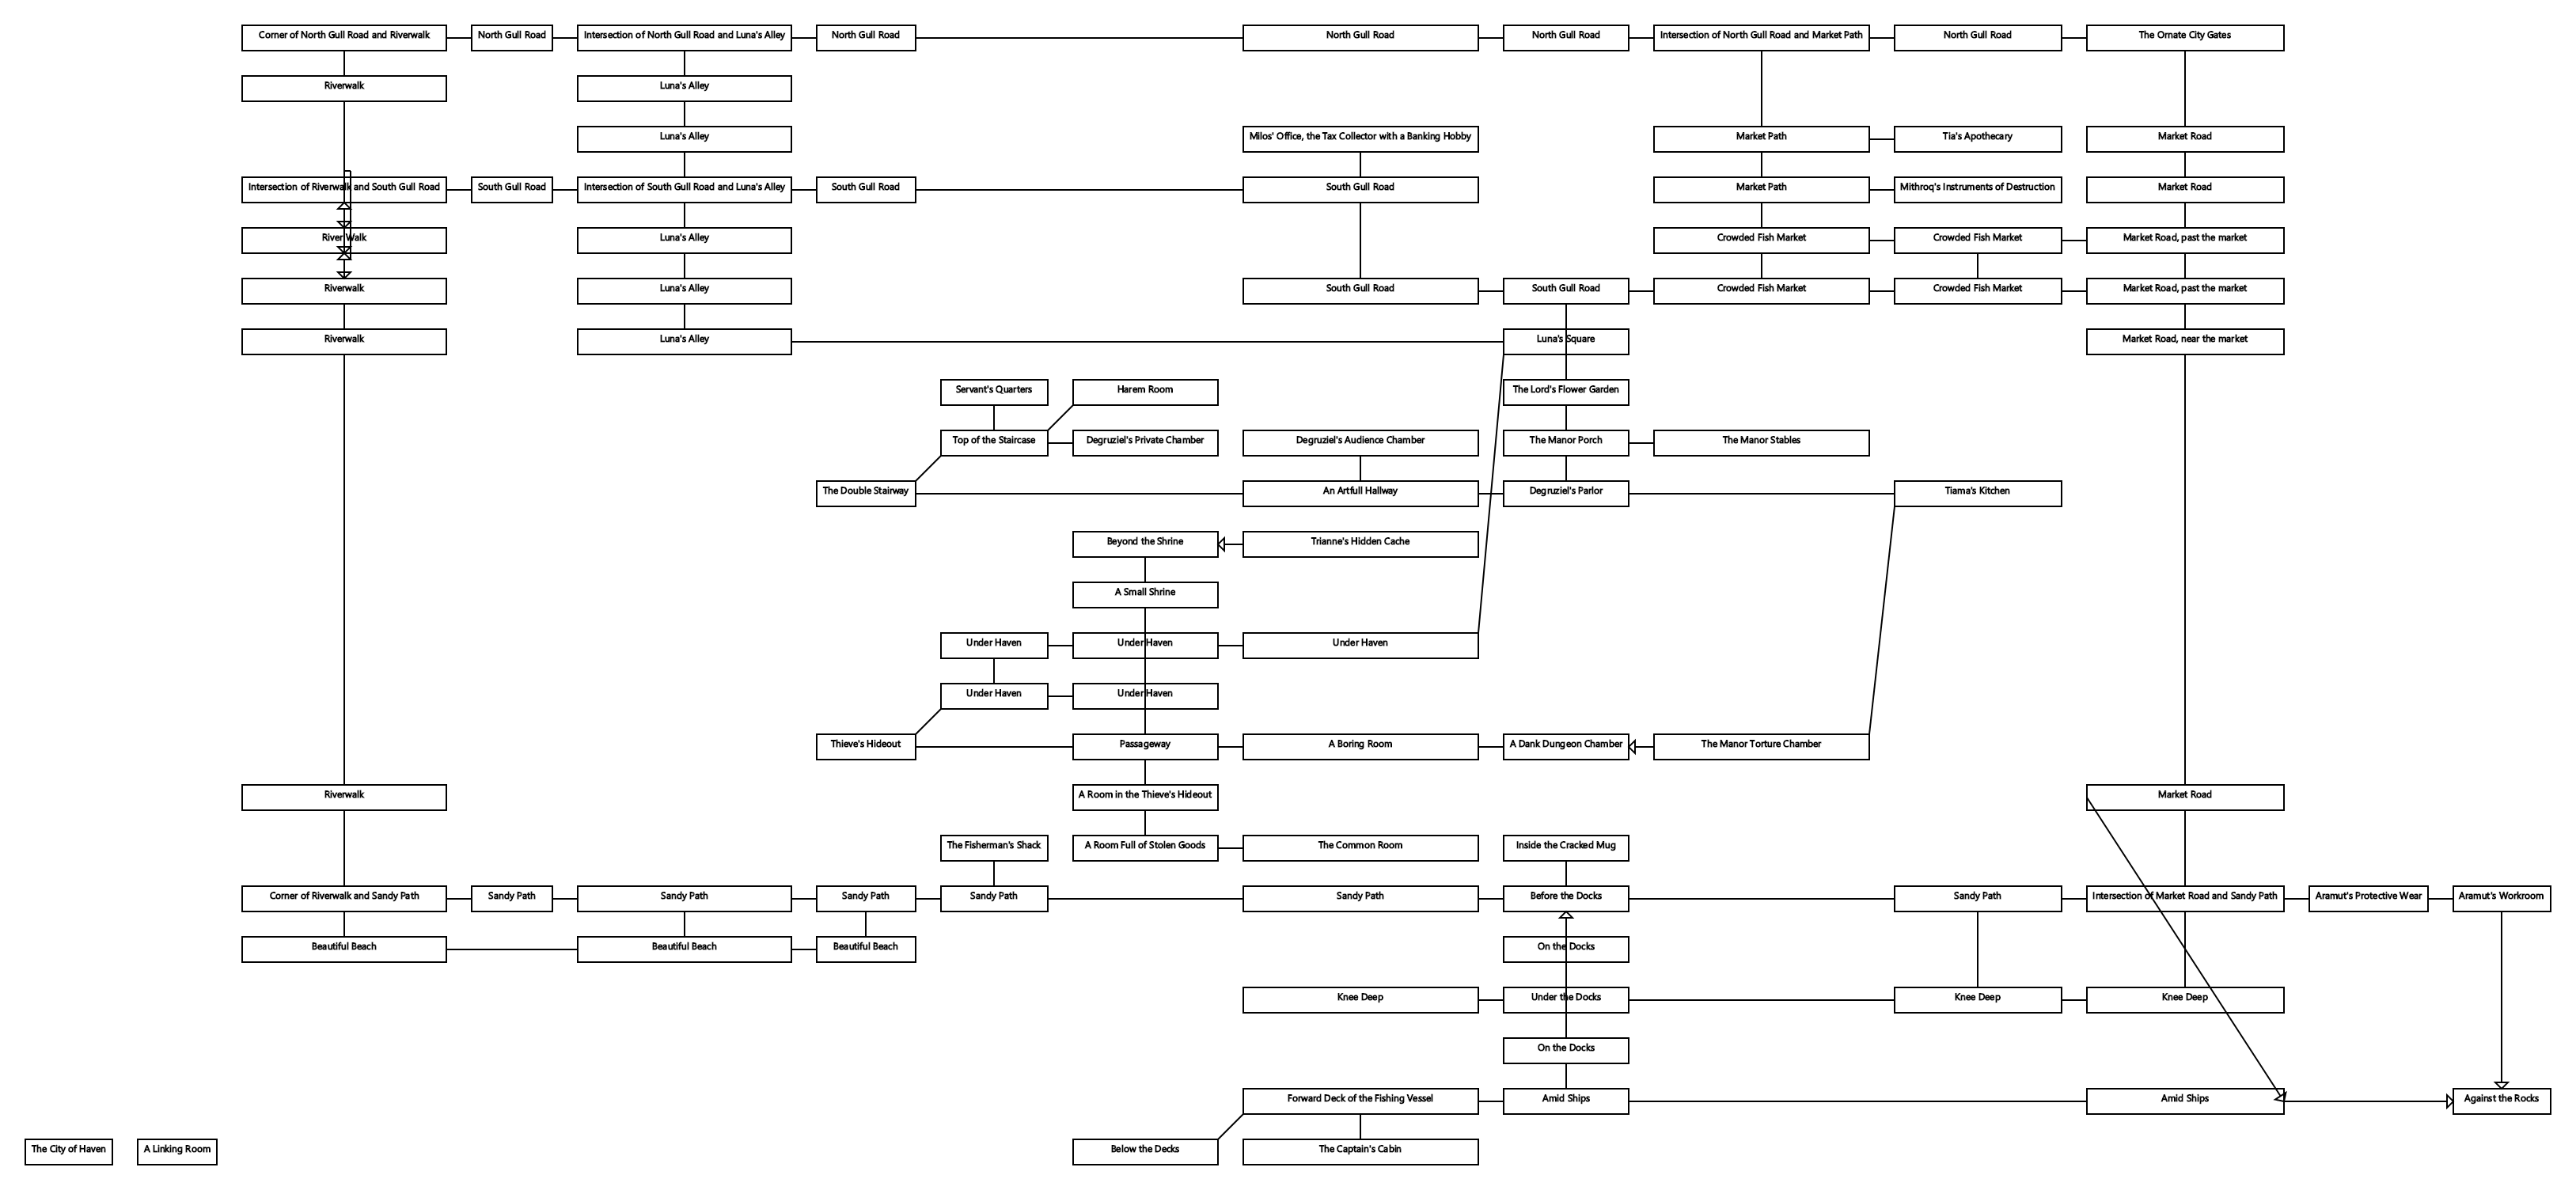 Corner of North Gull Road and Riverwalk
North Gull Road
Intersection of North Gull Road and Luna's Alley
North Gull Road
North Gull Road
North Gull Road
Intersection of North Gull Road and Market Path
North Gull Road
The Ornate City Gates
Riverwalk
Luna's Alley
Luna's Alley
Milos' Office, the Tax Collector with a Banking Hobby
Market Path
Tia's Apothecary
Market Road
Intersection of Riverwalk and South Gull Road
South Gull Road
Intersection of South Gull Road and Luna's Alley
South Gull Road
South Gull Road
Market Path
Mithroq's Instruments of Destruction
Market Road
River Walk
Luna's Alley
Crowded Fish Market
Crowded Fish Market
Market Road, past the market
Riverwalk
Luna's Alley
South Gull Road
South Gull Road
Crowded Fish Market
Crowded Fish Market
Market Road, past the market
Riverwalk
Luna's Alley
Luna's Square
Market Road, near the market
Servant's Quarters
Harem Room
The Lord's Flower Garden
Top of the Staircase
Degruziel's Private Chamber
Degruziel's Audience Chamber
The Manor Porch
The Manor Stables
The Double Stairway
An Artfull Hallway
Degruziel's Parlor
Tiama's Kitchen
Beyond the Shrine
Trianne's Hidden Cache
A Small Shrine
Under Haven
Under Haven
Under Haven
Under Haven
Under Haven
Thieve's Hideout
Passageway
A Boring Room
A Dank Dungeon Chamber
The Manor Torture Chamber
Riverwalk
A Room in the Thieve's Hideout
Market Road
The Fisherman's Shack
A Room Full of Stolen Goods
The Common Room
Inside the Cracked Mug
Corner of Riverwalk and Sandy Path
Sandy Path
Sandy Path
Sandy Path
Sandy Path
Sandy Path
Before the Docks
Sandy Path
Intersection of Market Road and Sandy Path
Aramut's Protective Wear
Aramut's Workroom
Beautiful Beach
Beautiful Beach
Beautiful Beach
On the Docks
Knee Deep
Under the Docks
Knee Deep
Knee Deep
On the Docks
Forward Deck of the Fishing Vessel
Amid Ships
Amid Ships
Against the Rocks
The City of Haven
A Linking Room
Below the Decks
The Captain's Cabin